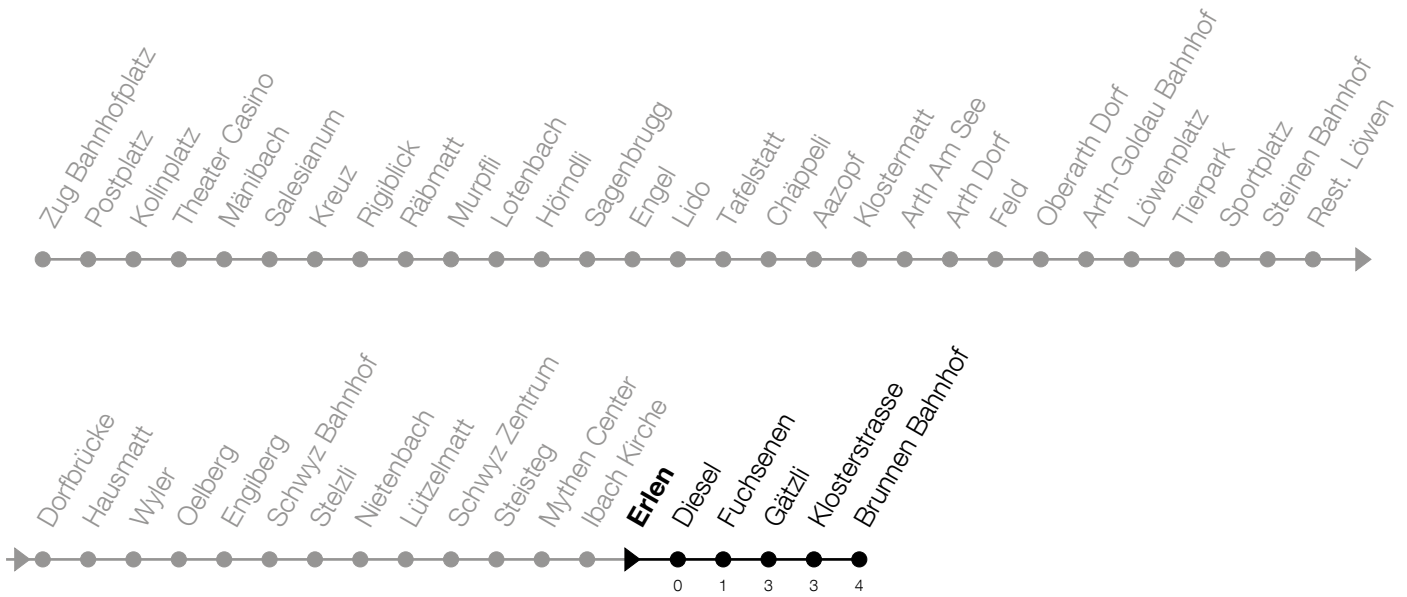 Zug Bahnhofplatz
Postplatz
Kolinplatz
Theater Casino
Mänibach
Salesianum
Kreuz
Rigiblick
Räbmatt
Murpfli
Lotenbach
Hörndli
Sagenbrugg
Engel
Lido
Tafelstatt
Chäppeli
Aazopf
Klostermatt
Arth Am See
Arth Dorf
Feld
Oberarth Dorf
Arth-Goldau Bahnhof
Löwenplatz
Tierpark
Sportplatz
Steinen Bahnhof
Rest. Löwen
Dorfbrücke
Hausmatt
Wyler
Oelberg
Engiberg
Schwyz Bahnhof
Stelzli
Nietenbach
Lützelmatt
Schwyz Zentrum
Steisteg
Mythen Center
Ibach Kirche
Erlen
Diesel
Fuchsenen
Gätzli
Klosterstrasse
Brunnen Bahnhof
0 1 3 3 4